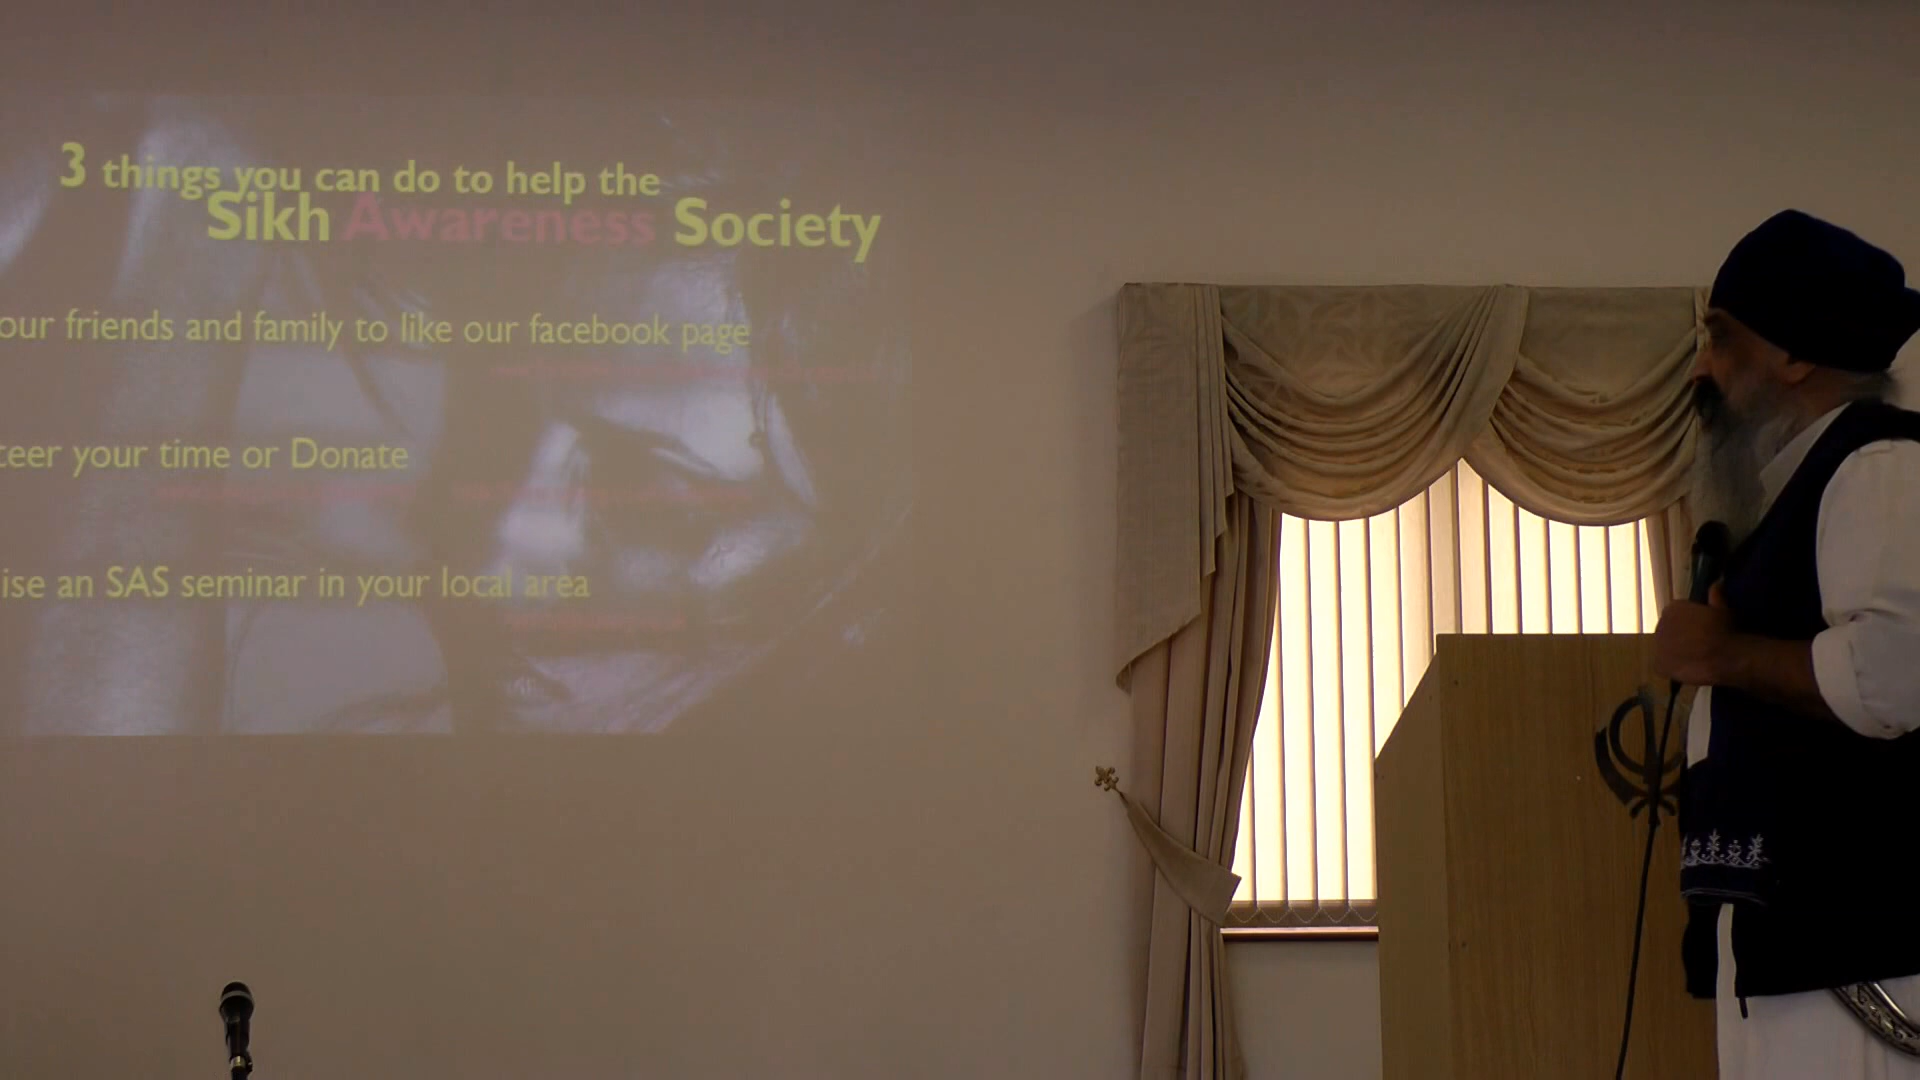 3 things you can do to help the
Sikh Awareness Society
our friends and family to like our facebook page
teer your time or Donate
ise an SAS seminar in your local area